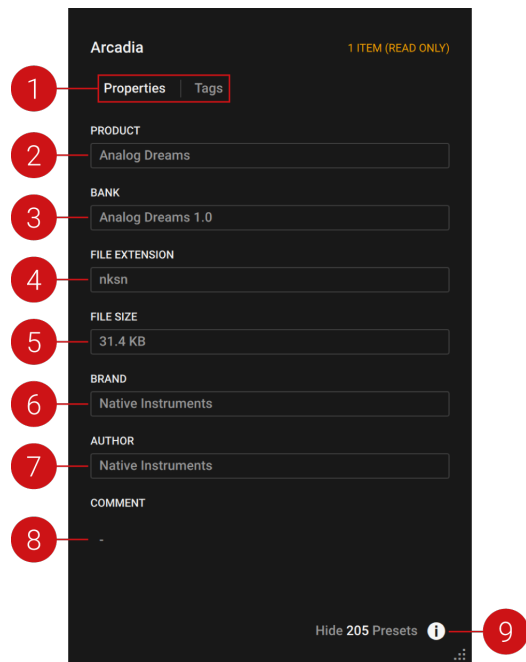 Arcadia
1 ITEM (READ ONLY)
1
Properties | Tags
PRODUCT
2
Analog Dreams
BANK
3
Analog Dreams 1.0
FILE EXTENSION
4
nksn
FILE SIZE
5
31.4 KB
BRAND
6
Native Instruments
AUTHOR
7
Native Instruments
COMMENT
8
-
Hide 205 Presets i
9